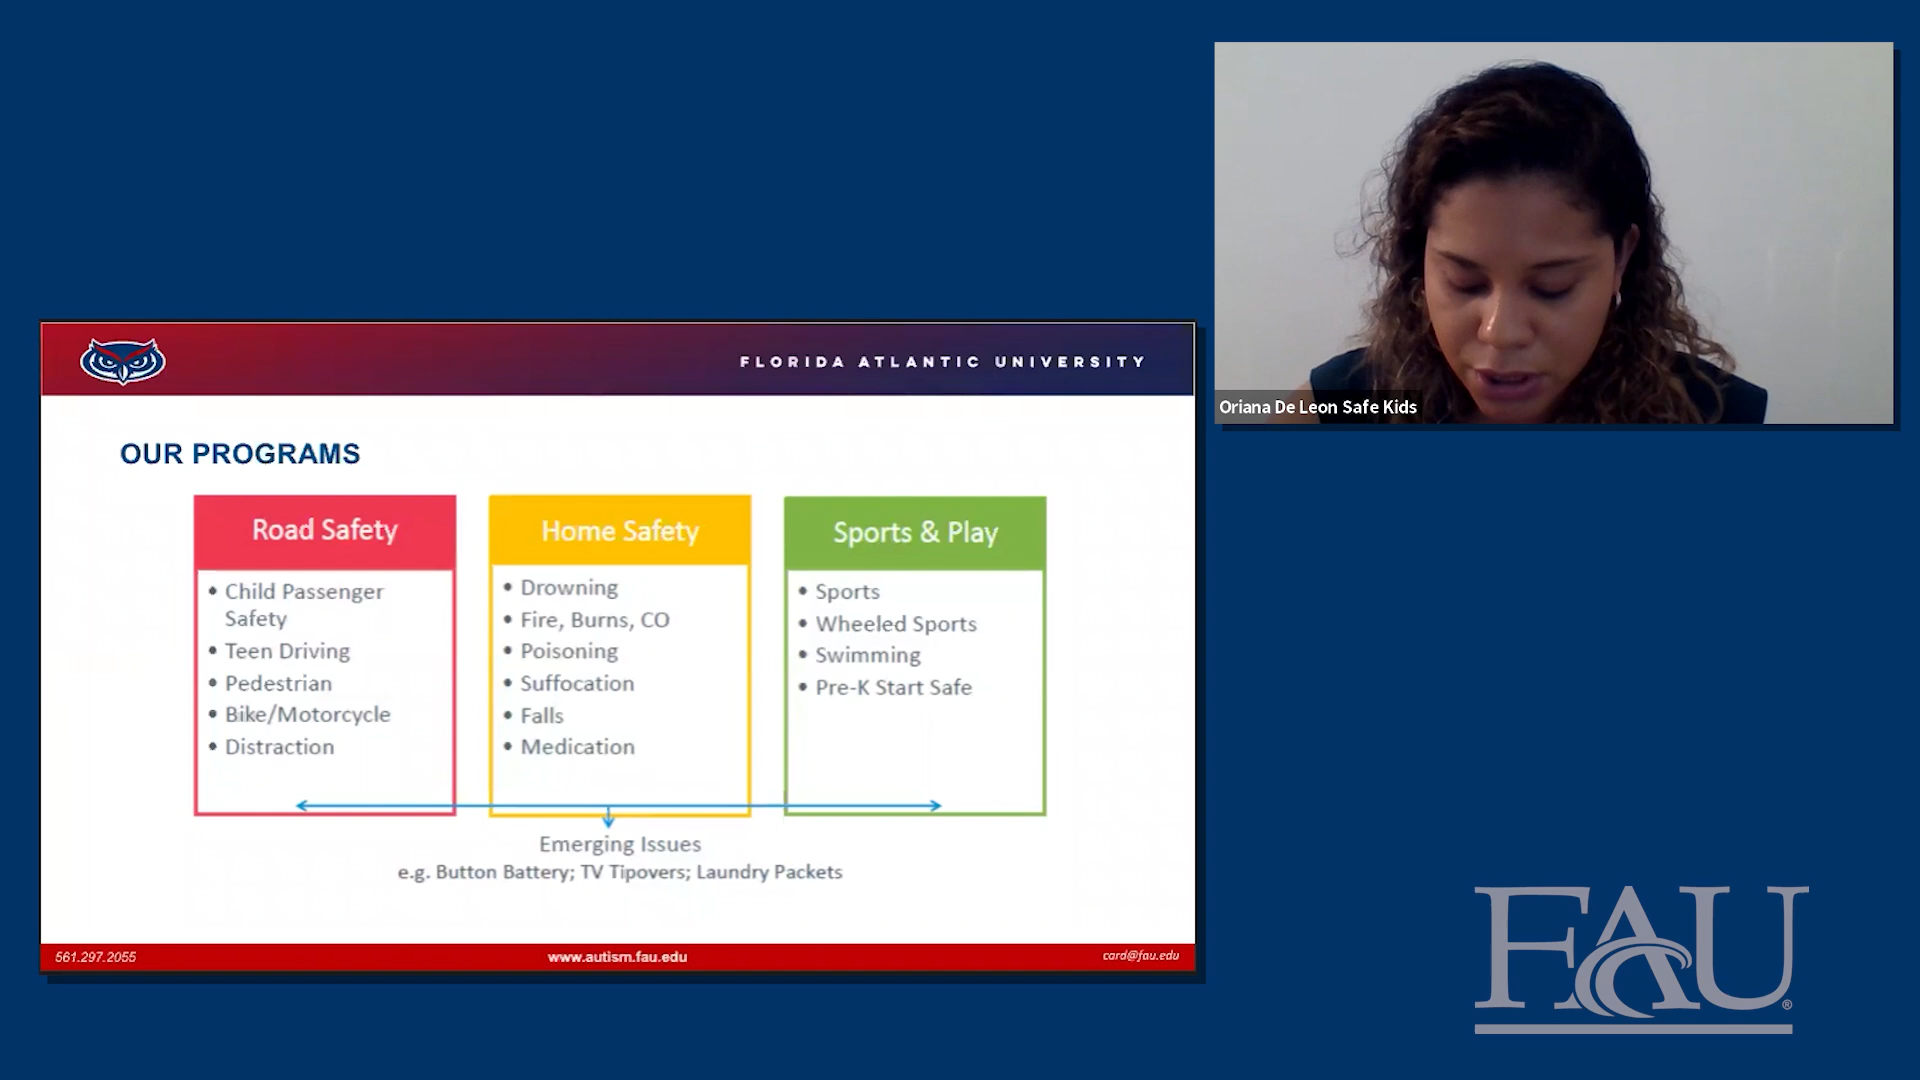 FLORIDA ATLANTIC UNIVERSITY
OUR PROGRAMS
Road Safety
• Child Passenger
Safety
• Teen Driving
• Pedestrian
• Bike/Motorcycle
• Distraction
Home Safety
• Drowning
• Fire, Burns, CO
• Poisoning
• Suffocation
• Falls
• Medication
Sports & Play
• Sports
• Wheeled Sports
• Swimming
• Pre-K Start Safe
Emerging Issues
e.g. Button Battery; TV Tipovers; Laundry Packets
561.297.2055
www.autism.fau.edu
card@fau.edu
Oriana De Leon Safe Kids
FAU®